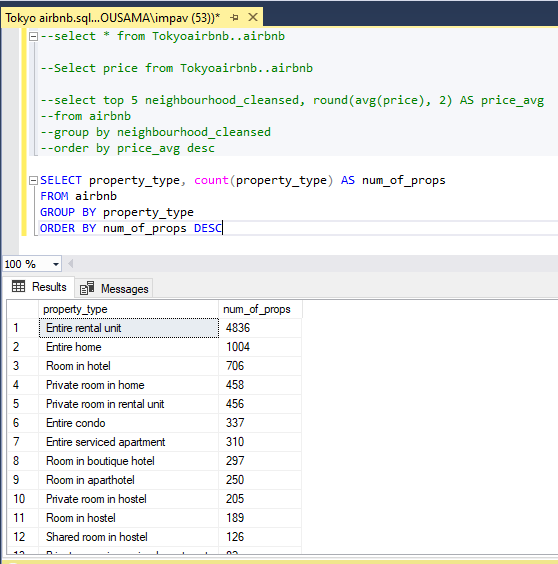 Tokyo airbnb.sql...OUSAMA\impav (53))*
--select * from Tokyoairbnb..airbnb
--Select price from Tokyoairbnb..airbnb
--select top 5 neighbourhood_cleansed, round(avg(price), 2) AS price_avg
--from airbnb
--group by neighbourhood_cleansed
--order by price_avg desc
SELECT property_type, count(property_type) AS num_of_props
FROM airbnb
GROUP BY property_type
ORDER BY num_of_props DESC
100 %
Results Messages
property_type num_of_props
1 Entire rental unit 4836
2 Entire home 1004
3 Room in hotel 706
4 Private room in home 458
5 Private room in rental unit 456
6 Entire condo 337
7 Entire serviced apartment 310
8 Room in boutique hotel 297
9 Room in aparthotel 250
10 Private room in hostel 205
11 Room in hostel 189
12 Shared room in hostel 126